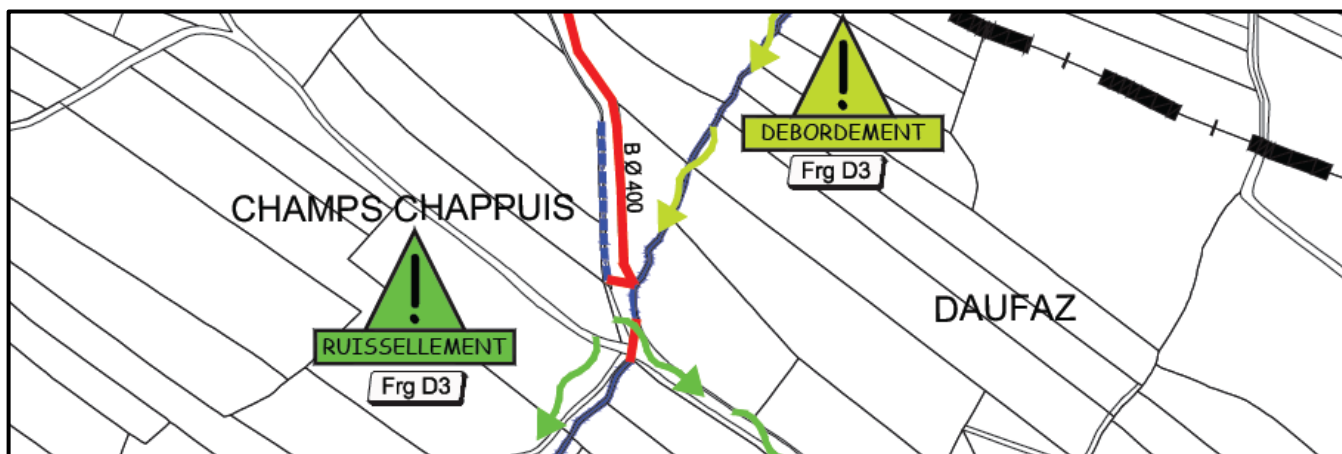 DEBORDEMENT
Frg D3
B Ø 400
CHAMPS CHAPPUIS
DAUFAZ
RUISSELLEMENT
Frg D3